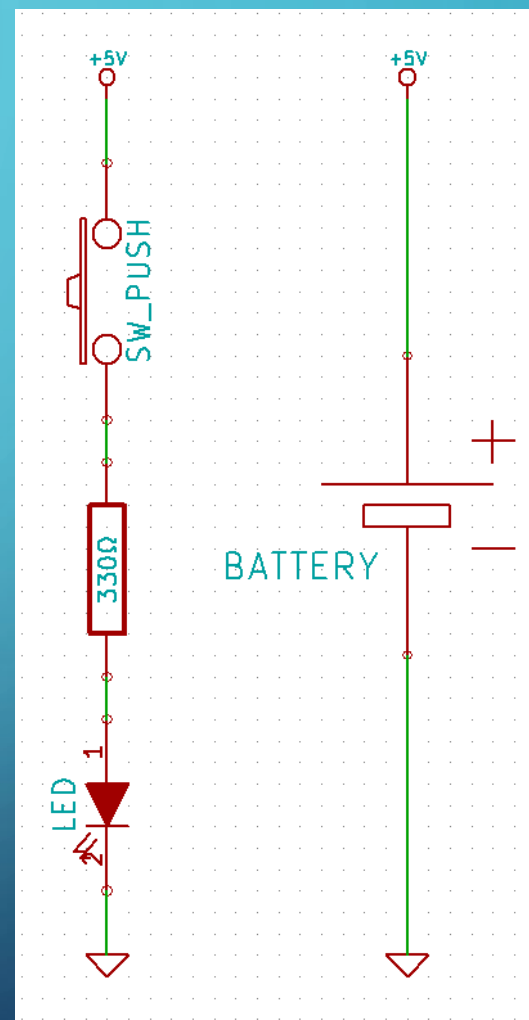 +5V
+5V
SW_PUSH
330Ω
BATTERY
+
−
1
LED
2